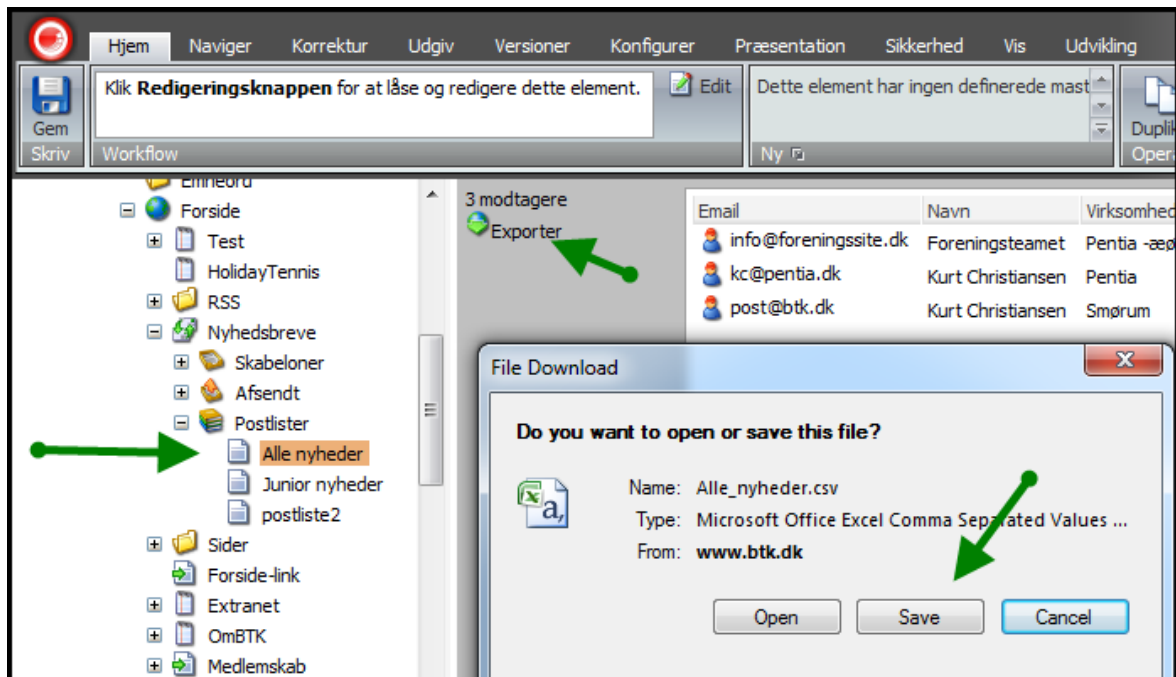 Hjem Naviger Korrektur Udgiv Versioner Konfigurer Præsentation Sikkerhed Vis Udvikling
Klik Redigeringsknappen for at låse og redigere dette element. Edit
Dette element har ingen definerede mast
Gem
Duplik
Skriv Workflow Ny Opera
Emneord
Forside
Test
HolidayTennis
RSS
Nyhedsbreve
Skabeloner
Afsendt
Postlister
Alle nyheder
Junior nyheder
postliste2
Sider
Forside-link
Extranet
OmBTK
Medlemskab
3 modtagere
Exporter
Email Navn Virksomhed
info@foreningssite.dk Foreningsteamet Pentia -æø
kc@pentia.dk Kurt Christiansen Pentia
post@btk.dk Kurt Christiansen Smørum
File Download
X
Do you want to open or save this file?
a,
Name: Alle_nyheder.csv
Type: Microsoft Office Excel Comma Separated Values ...
From: www.btk.dk
Open Save Cancel